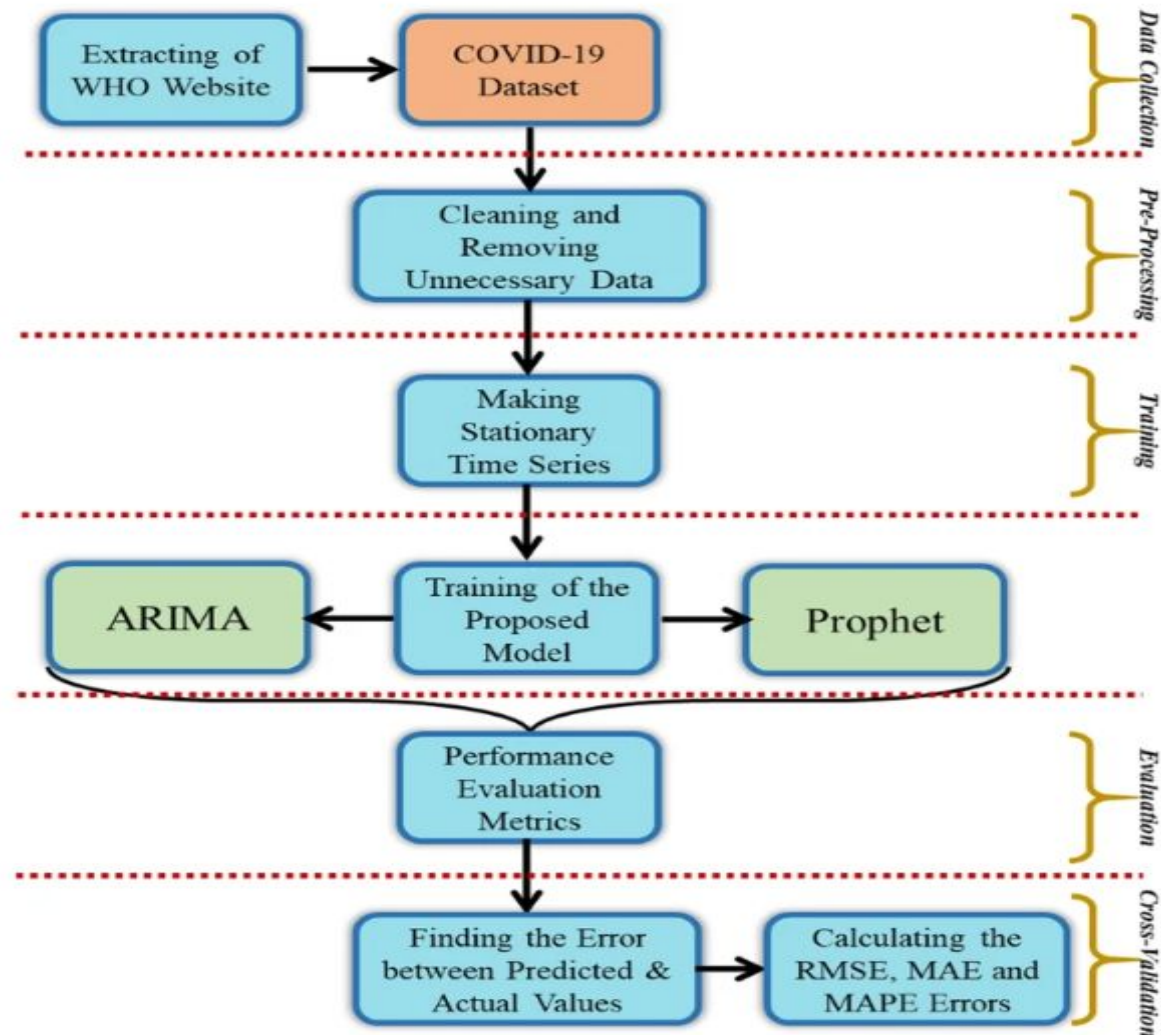 Extracting of
WHO Website
COVID-19
Dataset
Data Collection
Cleaning and
Removing
Unnecessary Data
Pre-Processing
Making
Stationary
Time Series
Training
ARIMA
Training of the
Proposed
Model
Prophet
Performance
Evaluation
Metrics
Evaluation
Finding the Error
between Predicted &
Actual Values
Calculating the
RMSE, MAE and
MAPE Errors
Cross-Validation